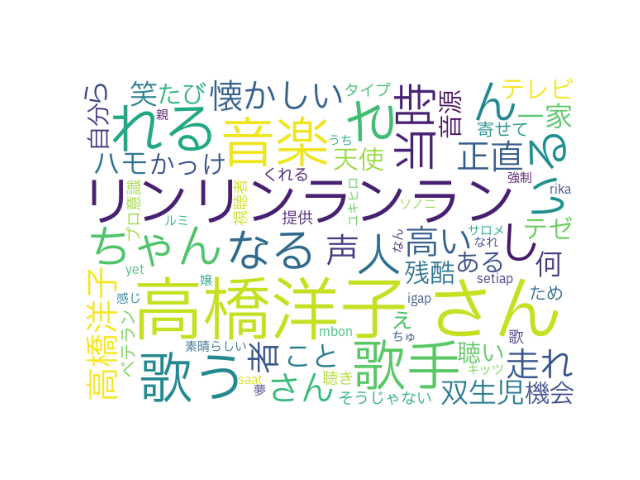 自分ら
親
笑
たび
懐かしい
タイプ
当時
音源
ん
テレビ
一家
れる
音楽
うち
れ
天使
寄せて
正直
いる
ハモ
かっけ
くれる
強制
rika
リンリンランラン
プロ意識
ルミ
視聴者
提供
ユキヒロ
ソノニ
し
テゼ
ちゃん
なる
声
人
なん
高い
サロメ
なれ
何
yet
残酷
ある
setiap
高橋洋子
感じ
嬢
高橋洋子 さん
igap
ため
ベテラン
mbon
え
ちゅ
歌
歌う
素晴らしい
者
こと
歌手
聴い
キッツ
走れ
saat
夢
さん
聴き
そうじゃない
双生児
機会